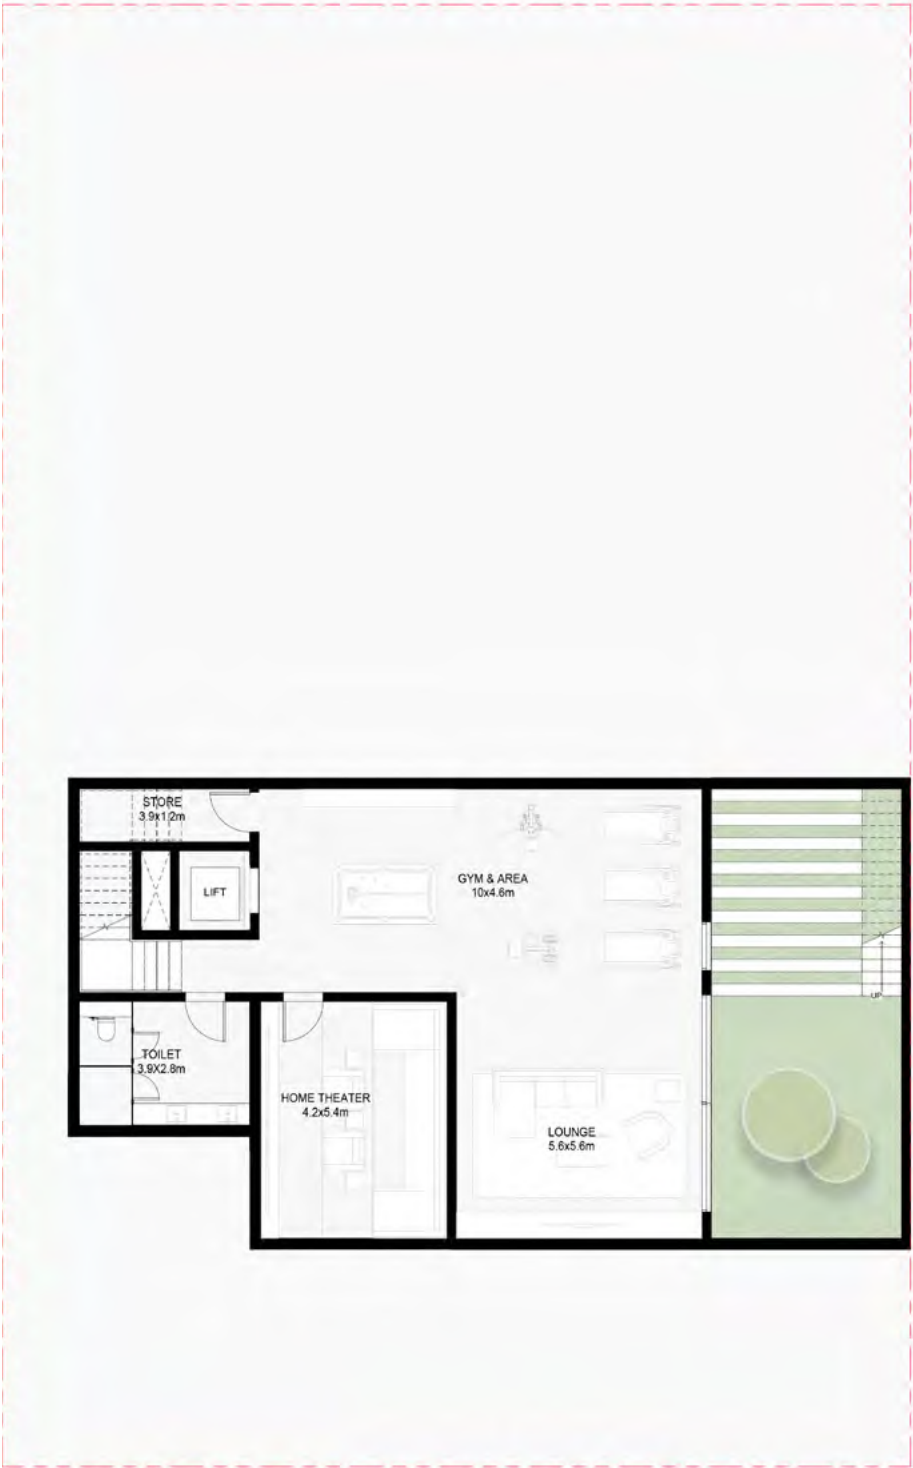 STORE
3.9x1.2m
LIFT
GYM & AREA
10x4.6m
UP
TOILET
3.9X2.8m
HOME THEATER
4.2x5.4m
LOUNGE
5.6x5.6m